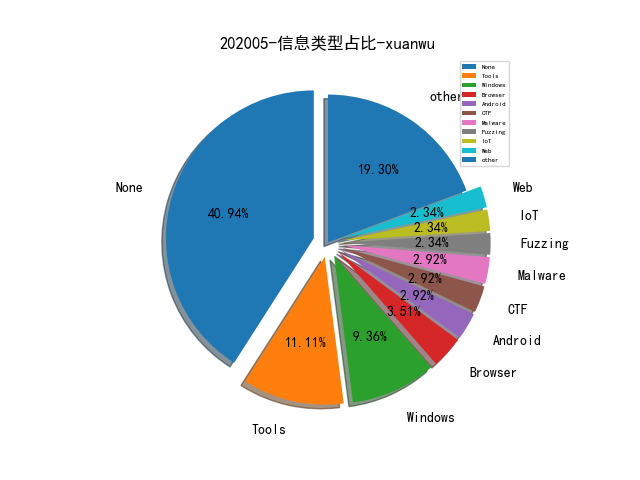 202005-信息类型占比-xuanwu
None
Tools
Windows
Browser
Android
CTF
Malware
Fuzzing
IoT
Web
other
other
19.30%
Web
2.34%
IoT
2.34%
Fuzzing
2.34%
Malware
2.92%
CTF
2.92%
Android
2.92%
Browser
3.51%
Windows
9.36%
Tools
11.11%
None
40.94%